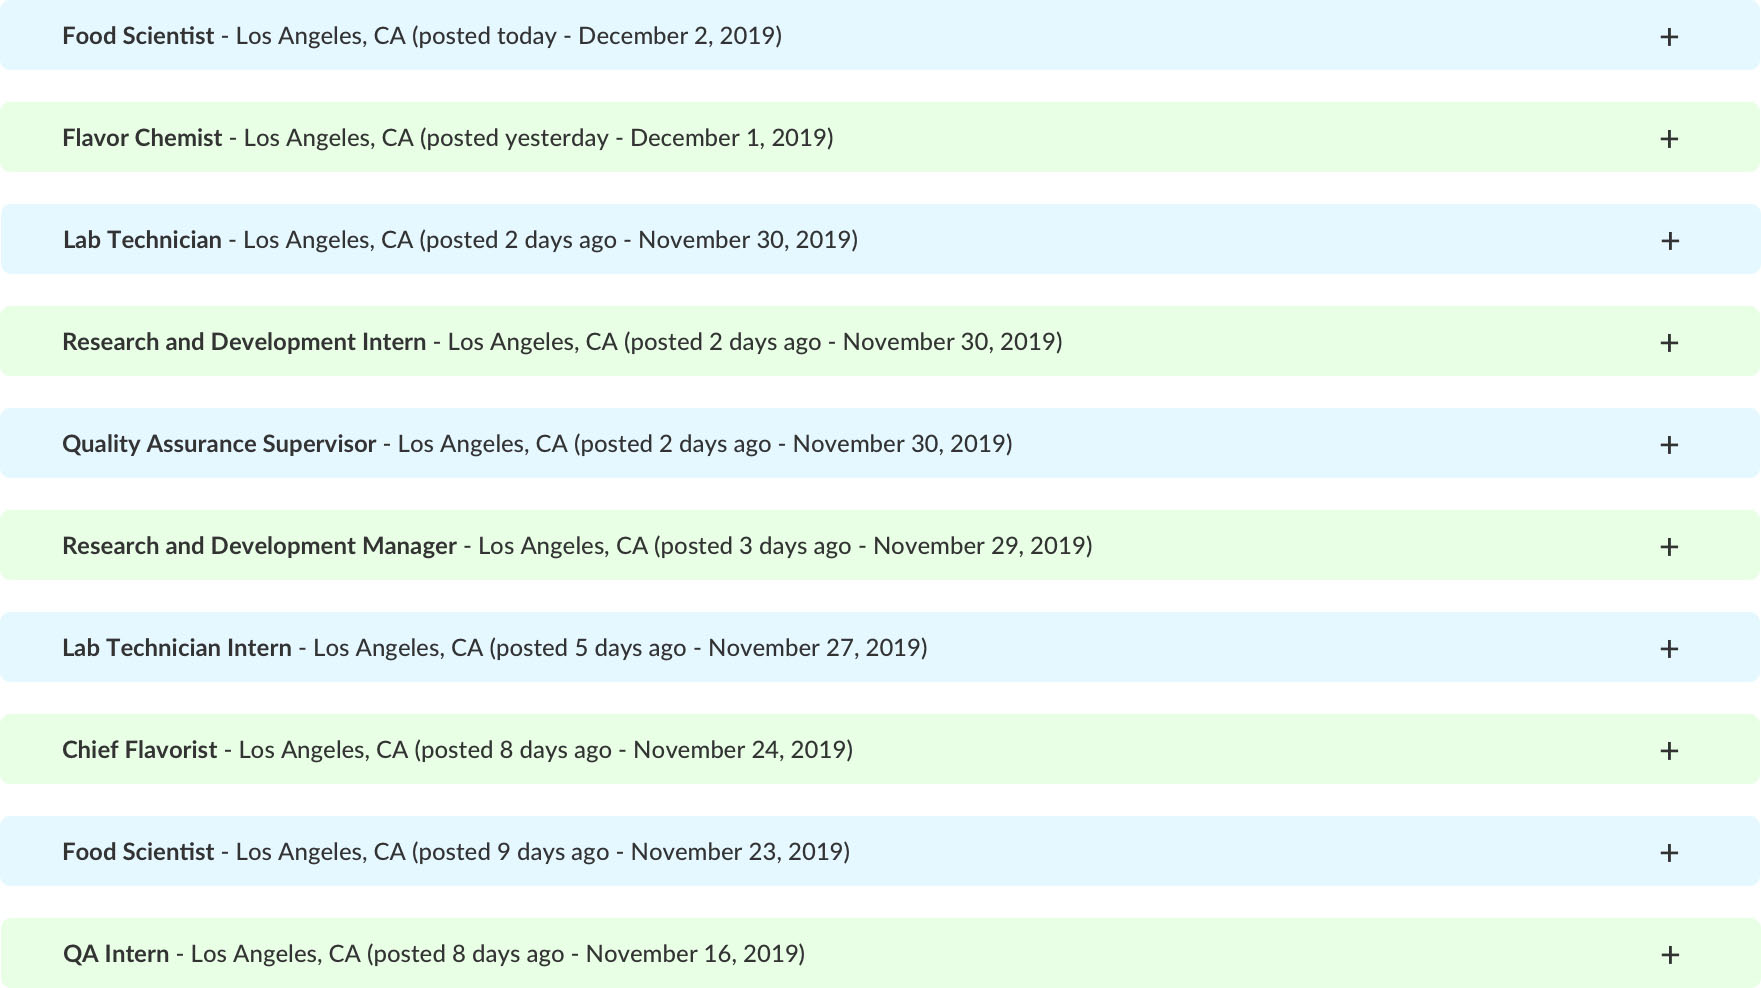 Food Scientist - Los Angeles, CA (posted today - December 2, 2019) +
Flavor Chemist - Los Angeles, CA (posted yesterday - December 1, 2019) +
Lab Technician - Los Angeles, CA (posted 2 days ago - November 30, 2019) +
Research and Development Intern - Los Angeles, CA (posted 2 days ago - November 30, 2019) +
Quality Assurance Supervisor - Los Angeles, CA (posted 2 days ago - November 30, 2019) +
Research and Development Manager - Los Angeles, CA (posted 3 days ago - November 29, 2019) +
Lab Technician Intern - Los Angeles, CA (posted 5 days ago - November 27, 2019) +
Chief Flavorist - Los Angeles, CA (posted 8 days ago - November 24, 2019) +
Food Scientist - Los Angeles, CA (posted 9 days ago - November 23, 2019) +
QA Intern - Los Angeles, CA (posted 8 days ago - November 16, 2019) +